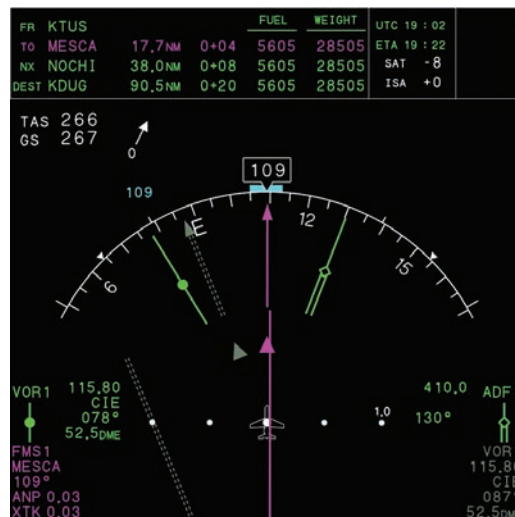 FUEL WEIGHT
FR KTUS
TO MESCA 17.7NM 0+04 5605 28505
NX NOCHI 38.0NM 0+08 5605 28505
DEST KDUG 90.5NM 0+20 5605 28505
UTC 19:02
ETA 19:22
SAT -8
ISA +0
TAS 266
GS 267
0
109
109
6
E
12
15
VOR1 115.80
CIE
078°
52.5DME
1.0
410.0 ADF
130°
FMS1
MESCA
109°
ANP 0.03
XTK 0.03
VOR
115.80
CIE
087°
52.5DME